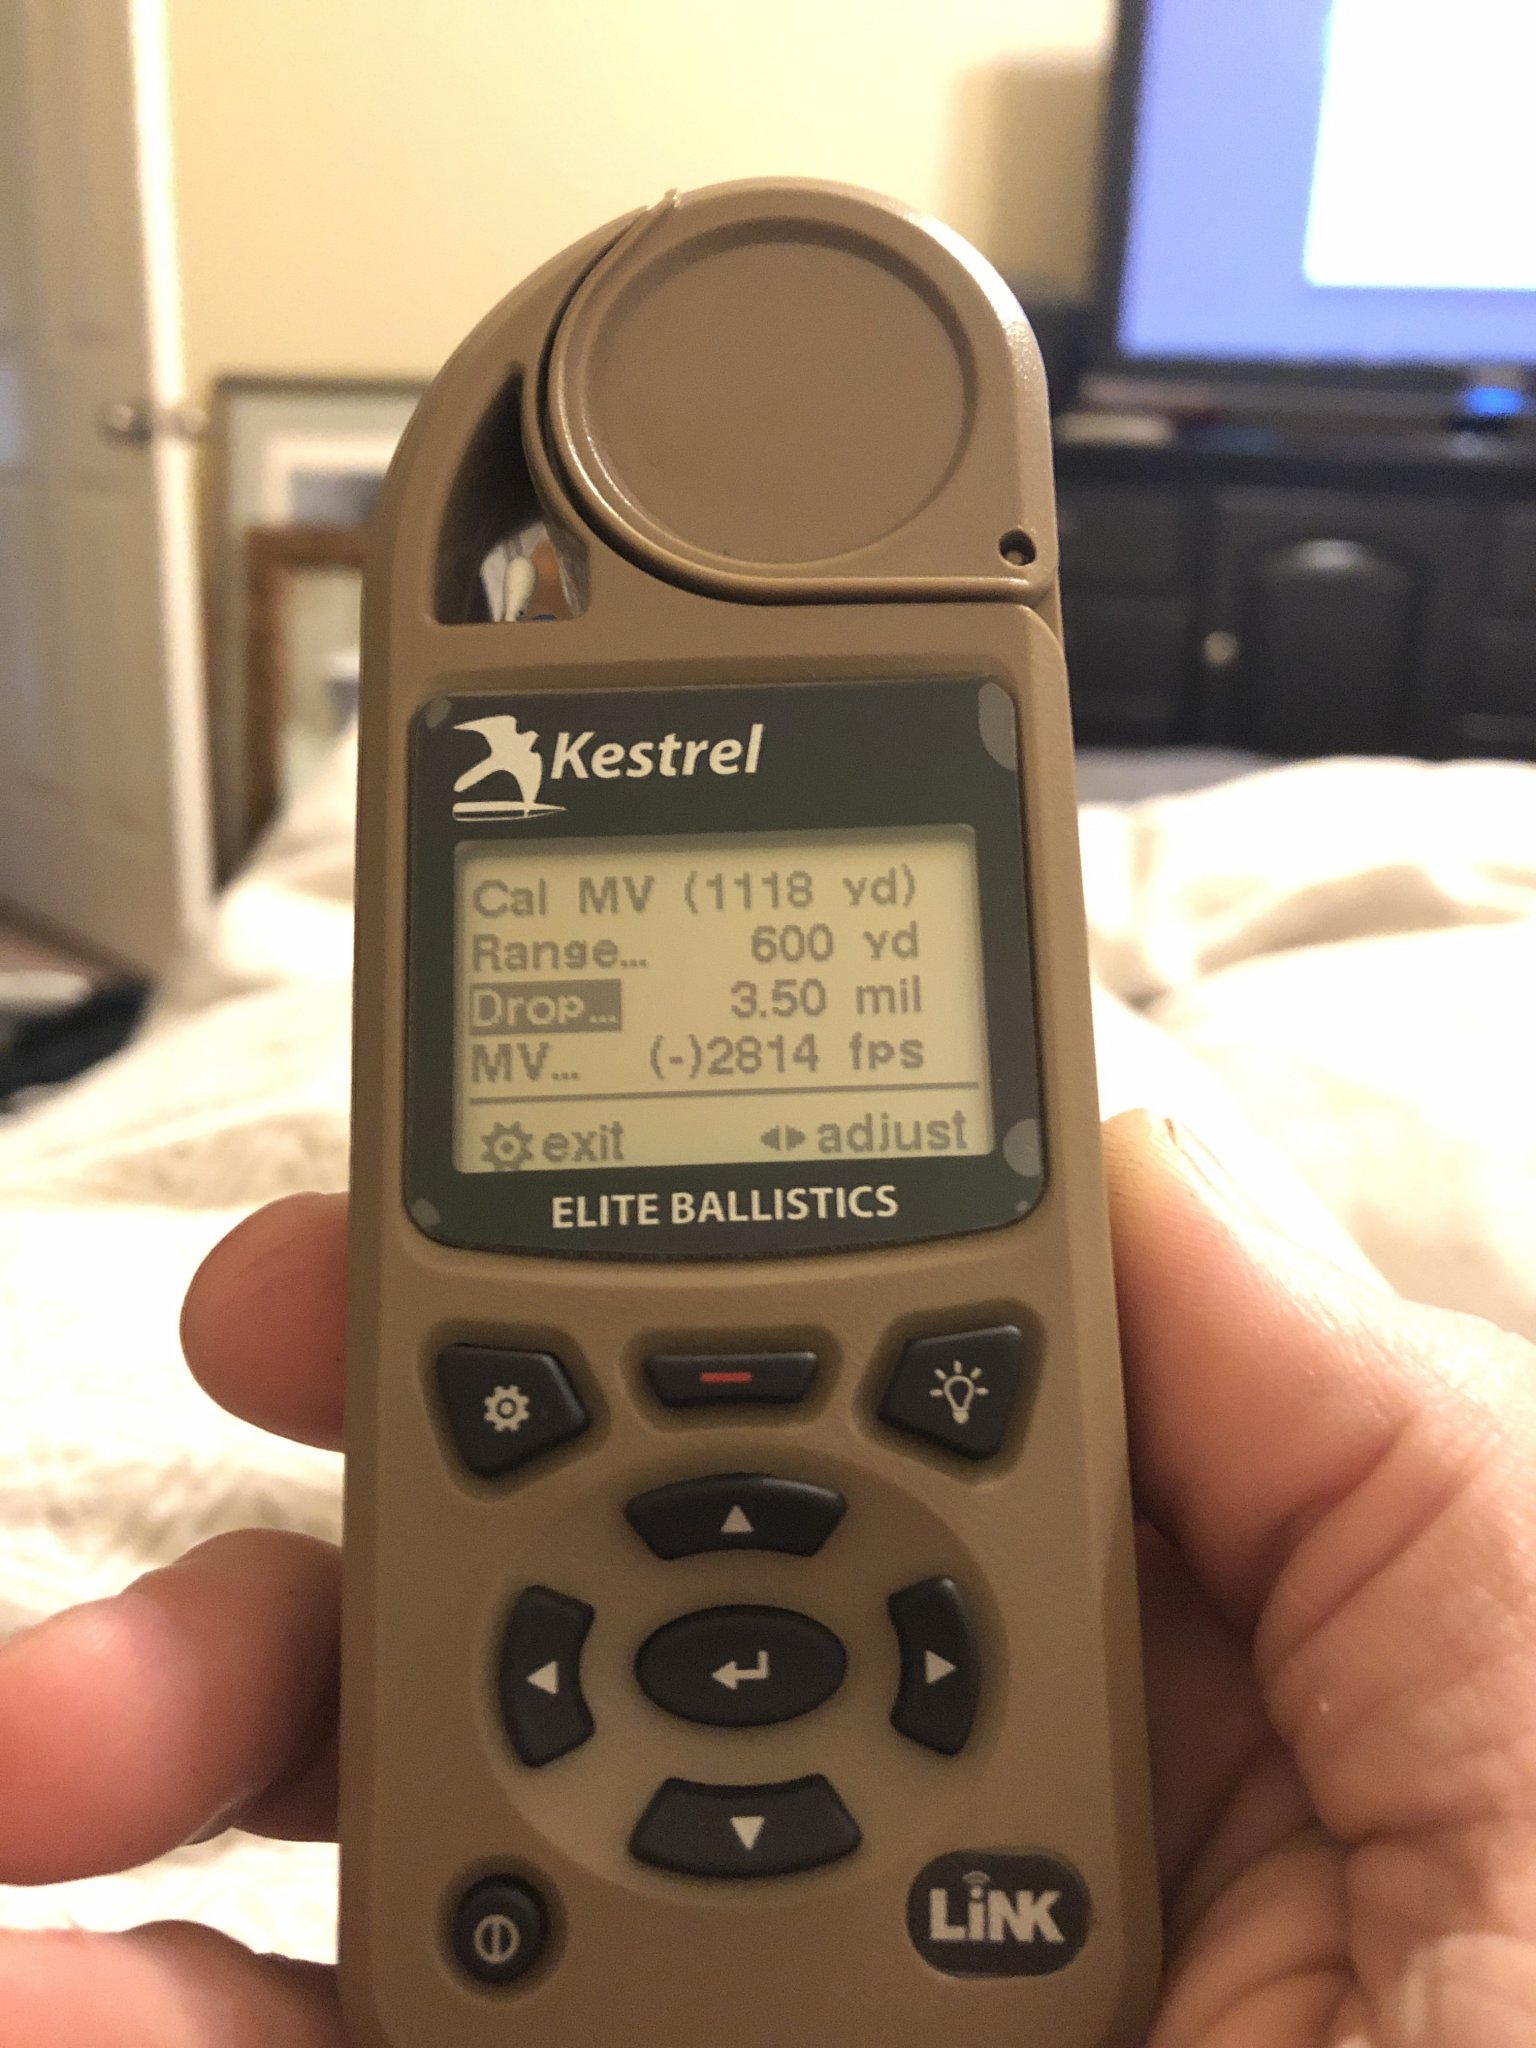 Kestrel
Cal MV (1118 yd)
Range... 600 yd
Drop... 3.50 mil
MV... (-)2814 fps
exit adjust
ELITE BALLISTICS
LiNK